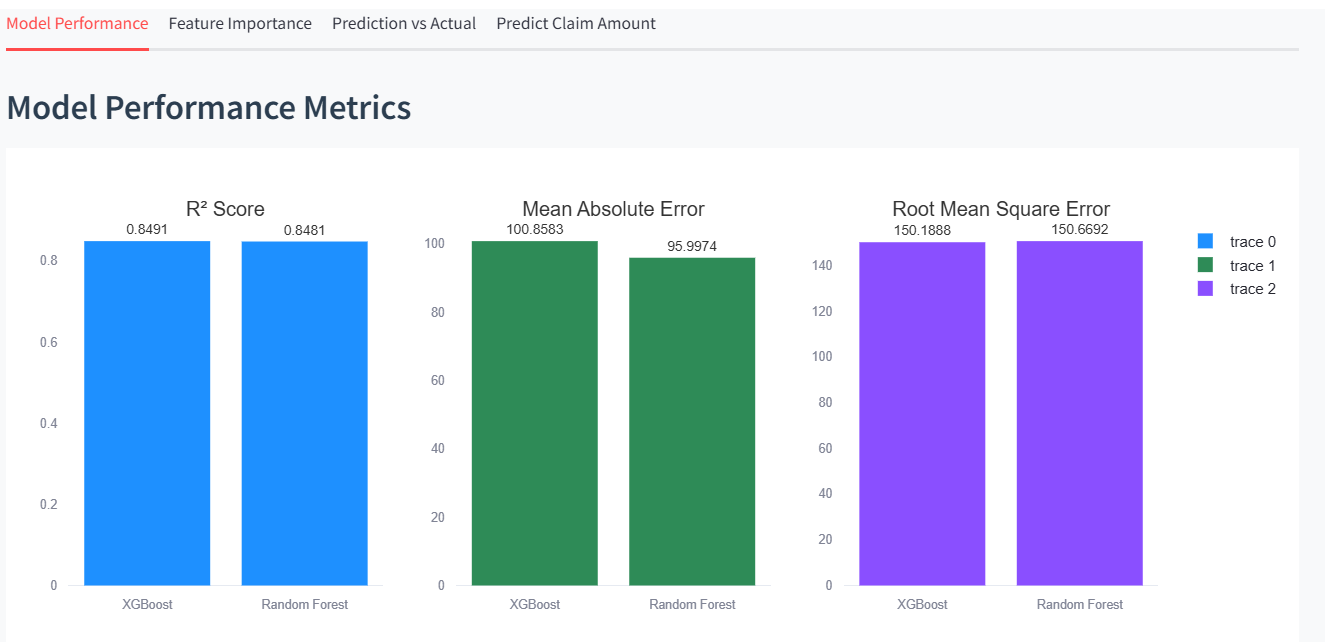 Model Performance Feature Importance Prediction vs Actual Predict Claim Amount
Model Performance Metrics
R² Score
0.8491 0.8481
0.8
0.6
0.4
0.2
0
XGBoost Random Forest
Mean Absolute Error
100.8583 95.9974
100
80
60
40
20
0
XGBoost Random Forest
Root Mean Square Error
150.1888 150.6692
140
120
100
80
60
40
20
0
XGBoost Random Forest
trace 0
trace 1
trace 2